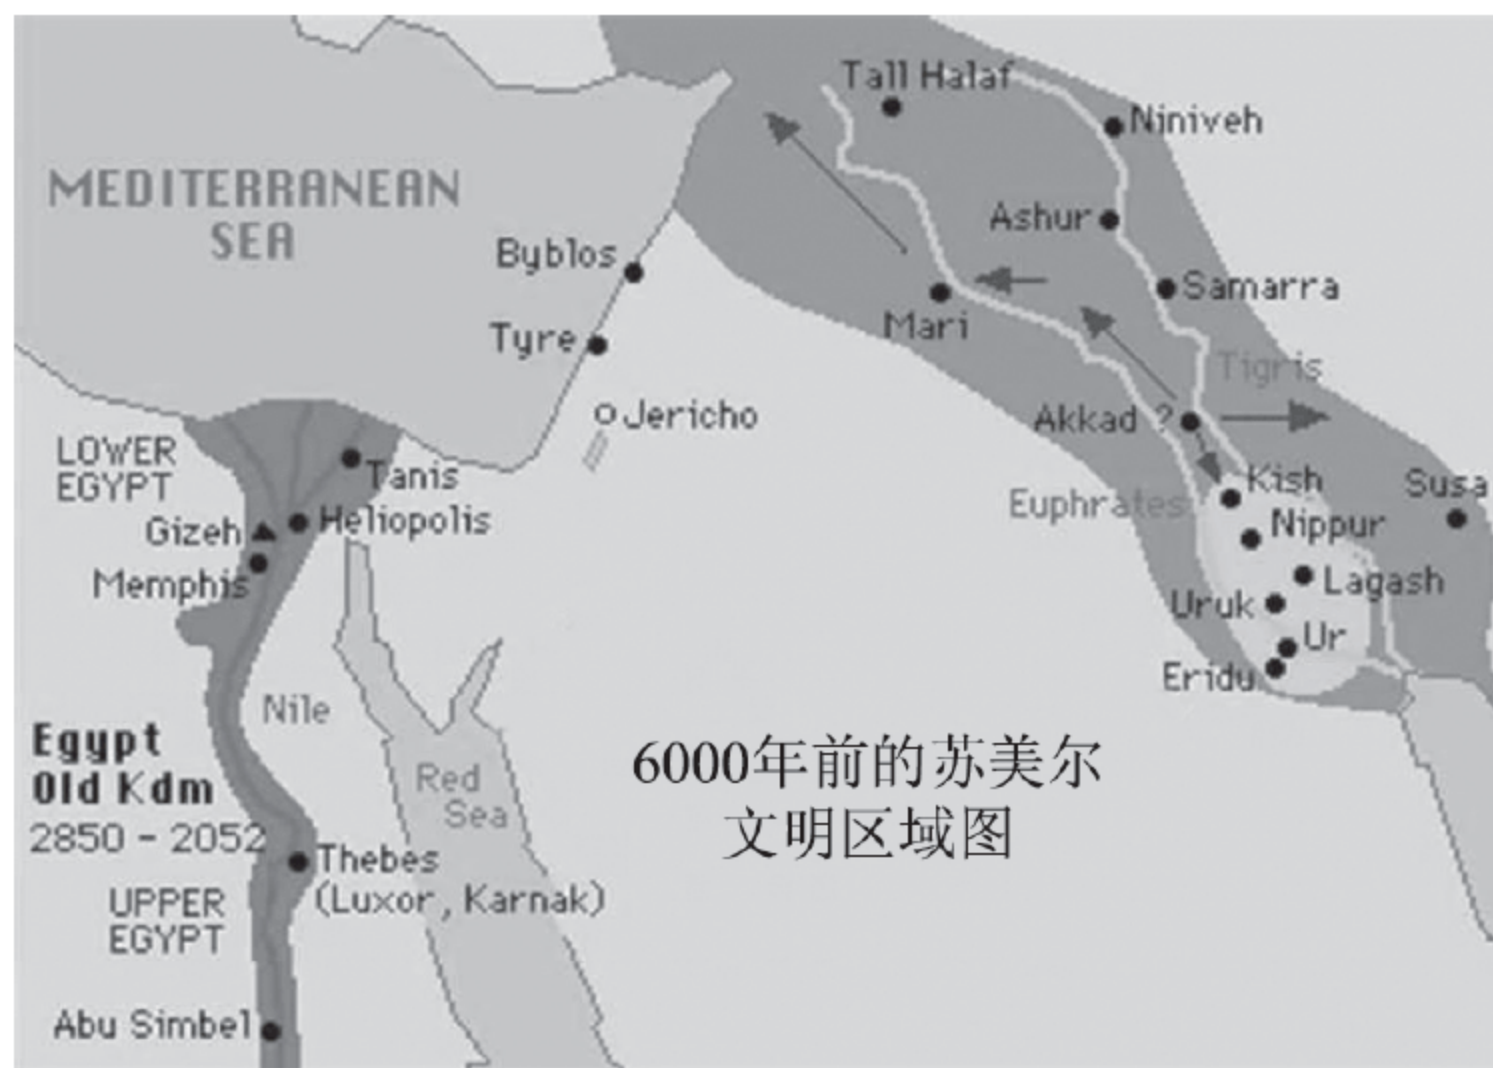 Tall Halaf
Niniveh
MEDITERRANEAN
SEA
Ashur
Byblos
Samarra
Mari
Tyre
Tigris
Jericho
Akkad ?
LOWER
EGYPT
Tanis
Kish
Susa
Euphrates
Gizeh
Heliopolis
Nippur
Memphis
Lagash
Uruk
Ur
Eridu
Nile
Egypt
Old Kdm
2850 - 2052
Red
Sea
6000年前的苏美尔
文明区域图
Thebes
(Luxor, Karnak)
UPPER
EGYPT
Abu Simbel